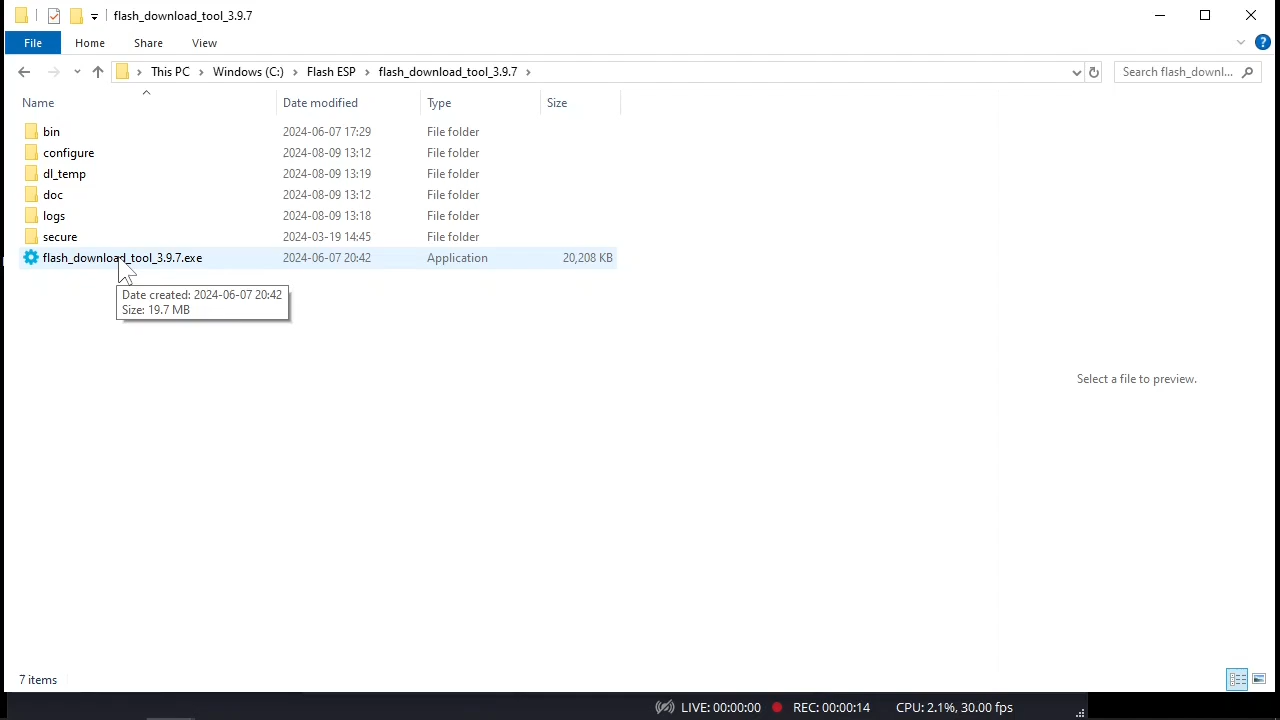 flash_download_tool_3.9.7
File Home Share View
This PC Windows (C:) Flash ESP flash_download_tool_3.9.7 Search flash_downl...
Name Date modified Type Size
bin 2024-06-07 17:29 File folder
configure 2024-08-09 13:12 File folder
dl_temp 2024-08-09 13:19 File folder
doc 2024-08-09 13:12 File folder
logs 2024-08-09 13:18 File folder
secure 2024-03-19 14:45 File folder
flash_download_tool_3.9.7.exe 2024-06-07 20:42 Application 20,208 KB
Date created: 2024-06-07 20:42
Size: 19.7 MB
Select a file to preview.
7 items
LIVE: 00:00:00 REC: 00:00:14 CPU: 2.1%, 30.00 fps